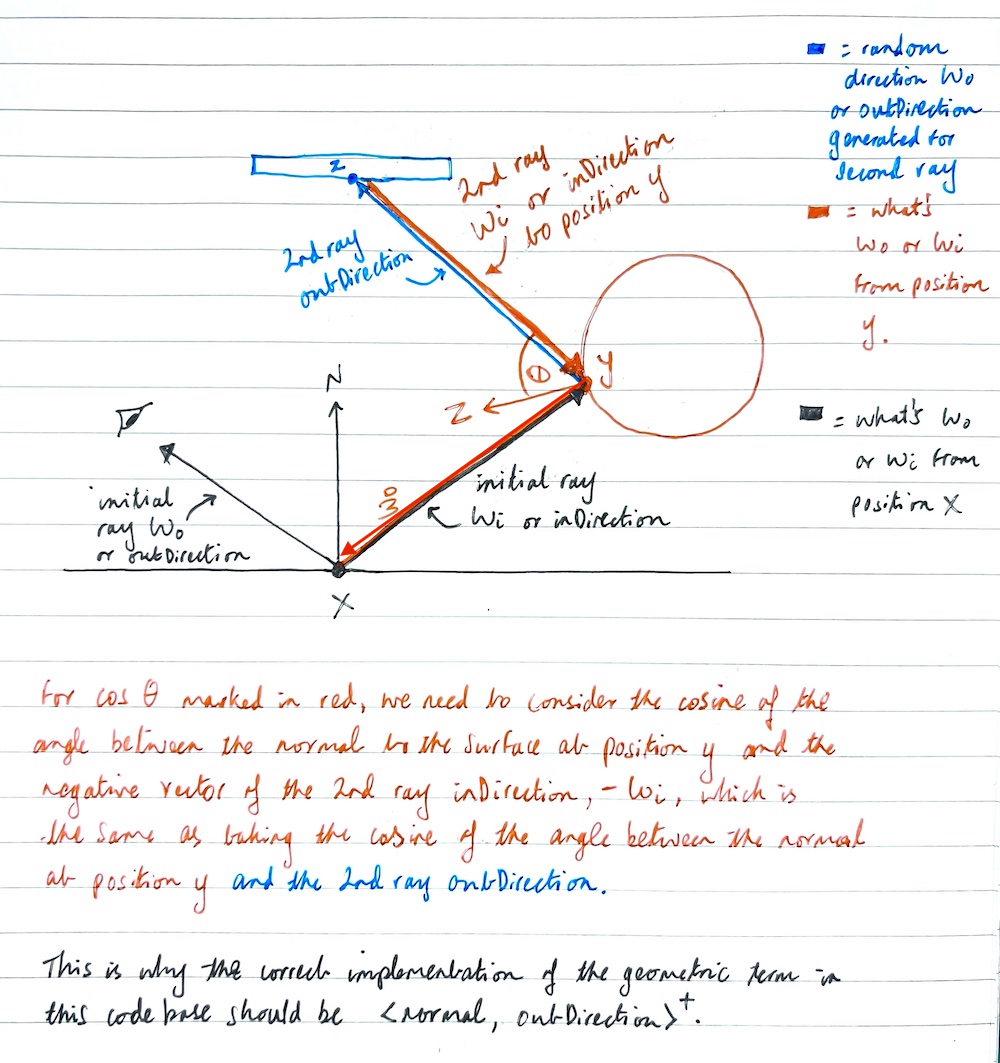 = random
direction Wo
or outDirection
generated for
second ray
= what's
Wo or Wi
from position
y.
= what's Wo
or Wi from
position X
z
2nd ray
Wi or inDirection
to position y
2nd ray
outDirection
y
θ
N
N
Wo
initial
ray Wo
or outDirection
initial ray
Wi or inDirection
X
For cos θ marked in red, we need to consider the cosine of the
angle between the normal to the surface at position y and the
negative vector of the 2nd ray inDirection, - Wi, which is
the same as taking the cosine of the angle between the normal
at position y and the 2nd ray outDirection.
This is why the correct implementation of the geometric term in
this codebase should be <normal, outDirection>⁺.